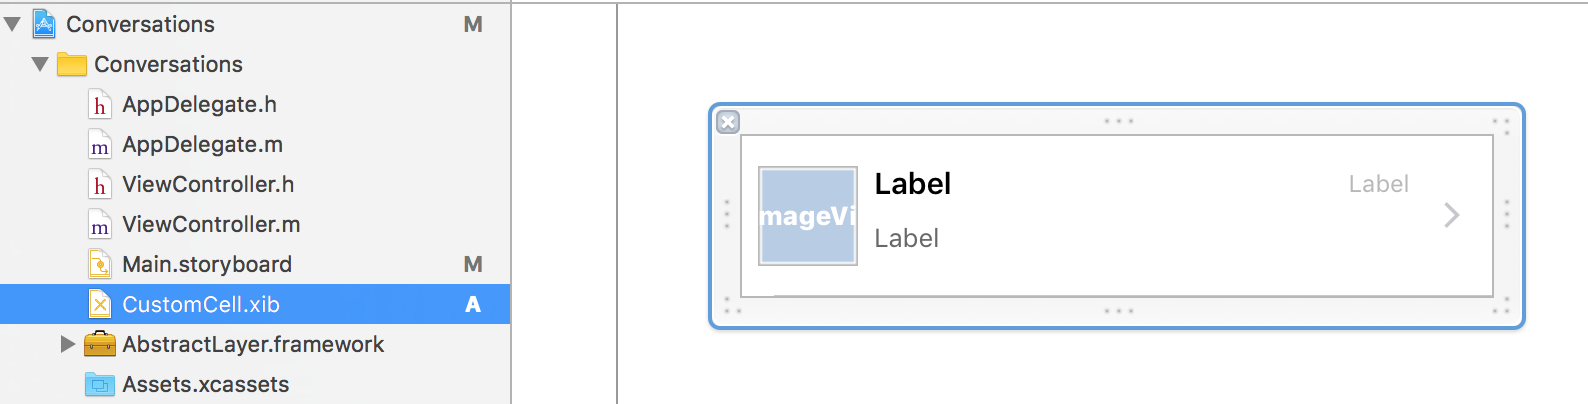 Conversations M
Conversations
h AppDelegate.h
m AppDelegate.m
h ViewController.h
m ViewController.m
Main.storyboard M
CustomCell.xib A
AbstractLayer.framework
Assets.xcassets
mageVi
Label
Label
Label